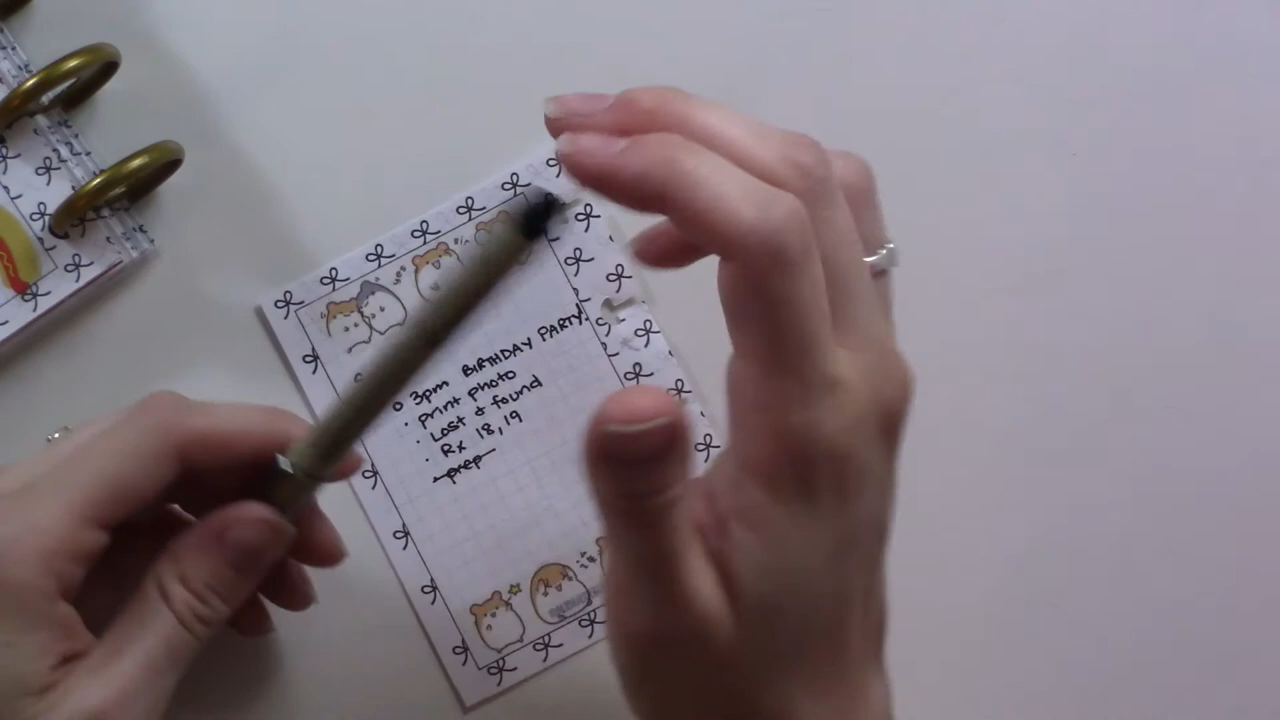 o 3pm BIRTHDAY PARTY
· print photo
· Lost & found
· Rx 18, 19
prep